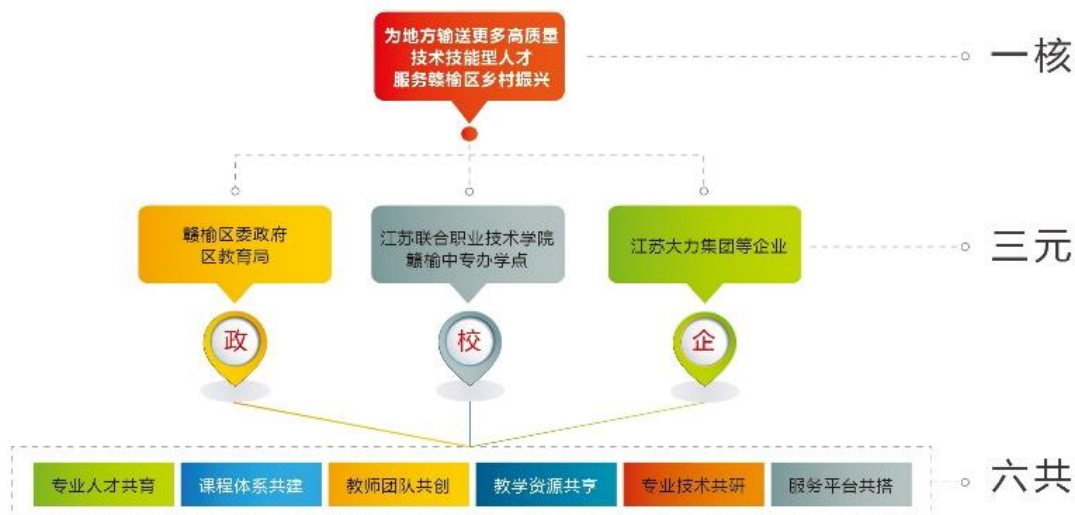 为地方输送更多高质量
技术技能型人才
服务赣榆区乡村振兴
一核
赣榆区委政府
区教育局
江苏联合职业技术学院
赣榆中专办学点
江苏大力集团等企业
三元
政
校
企
专业人才共育
课程体系共建
教师团队共创
教学资源共享
专业技术共研
服务平台共搭
六共